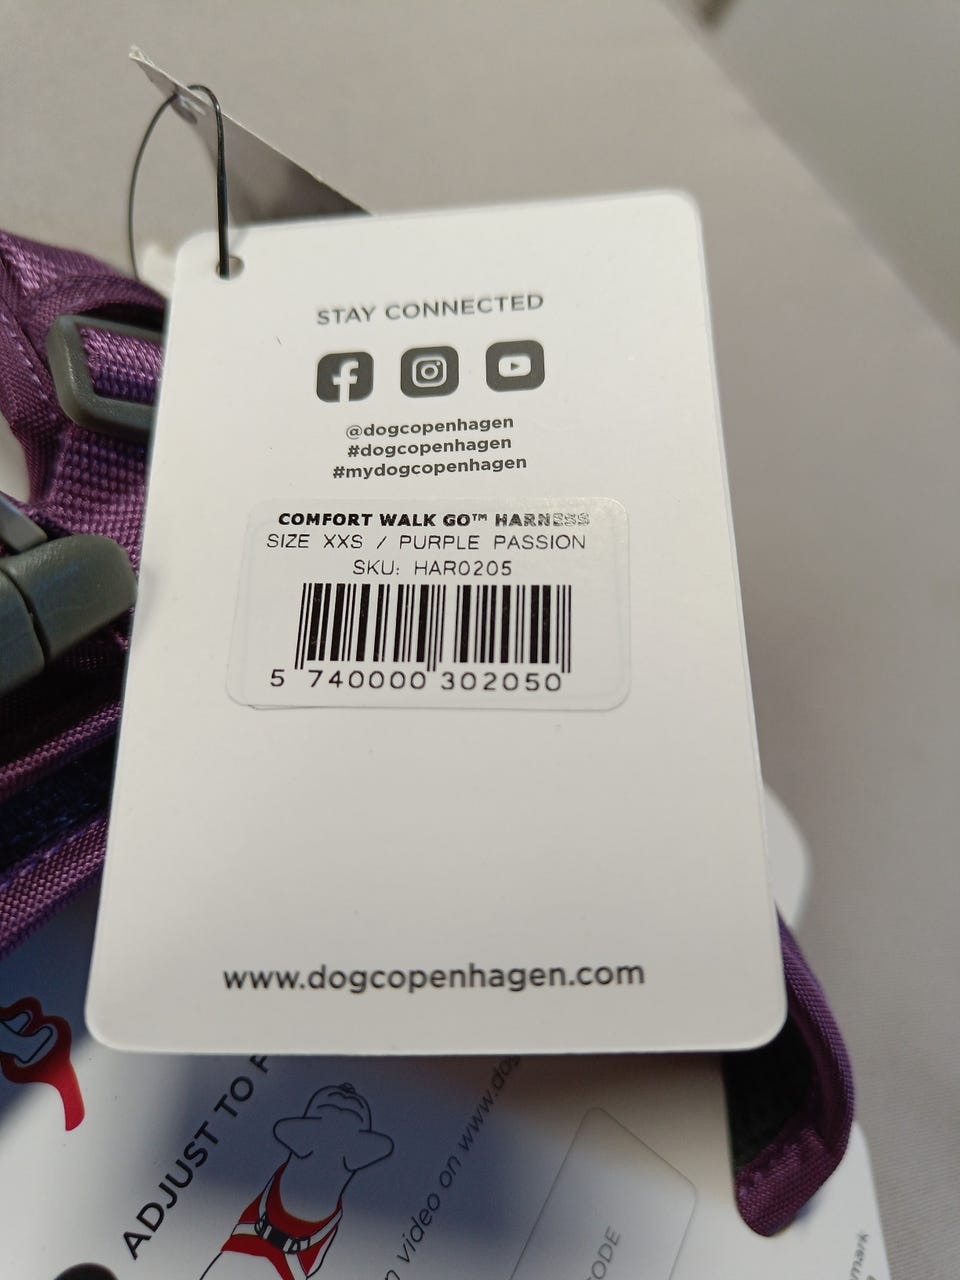 STAY CONNECTED
@dogcopenhagen
#dogcopenhagen
#mydogcopenhagen
COMFORT WALK GO™ HARNESS
SIZE XXS / PURPLE PASSION
SKU: HAR0205
5 740000 302050
www.dogcopenhagen.com
ADJUST TO
video on www.dog